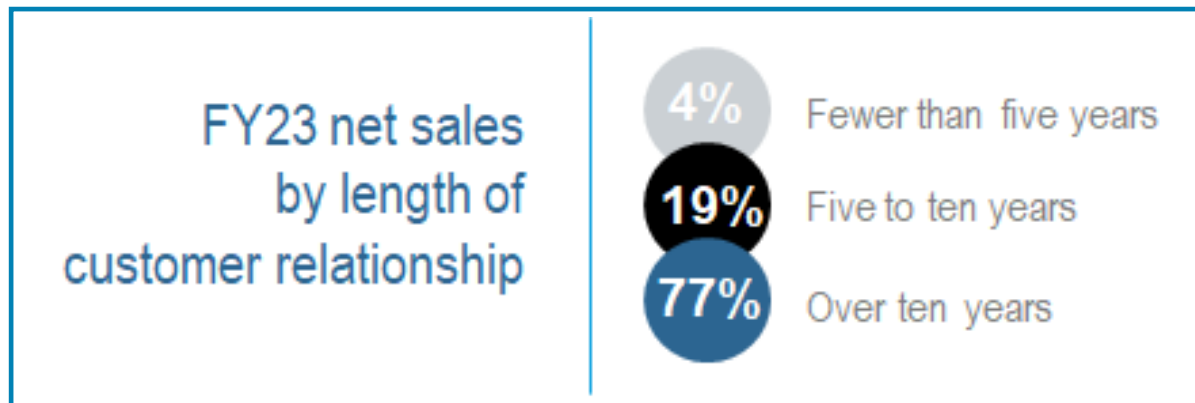 FY23 net sales
by length of
customer relationship
4% Fewer than five years
19% Five to ten years
77% Over ten years